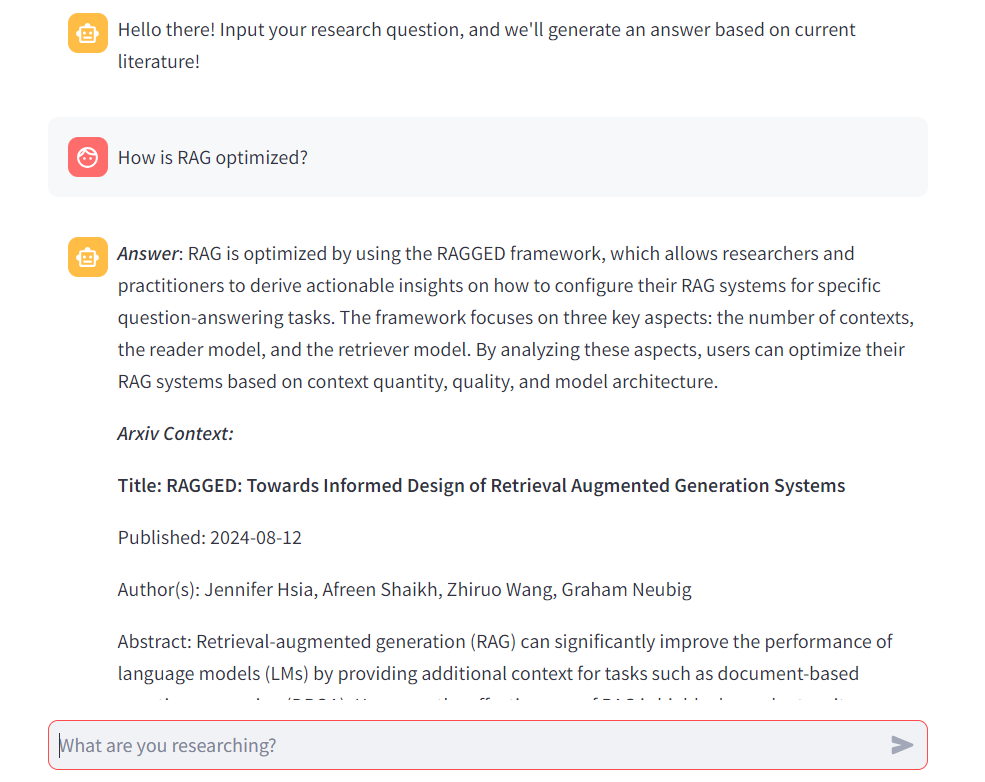 Hello there! Input your research question, and we'll generate an answer based on current
literature!
How is RAG optimized?
Answer: RAG is optimized by using the RAGGED framework, which allows researchers and
practitioners to derive actionable insights on how to configure their RAG systems for specific
question-answering tasks. The framework focuses on three key aspects: the number of contexts,
the reader model, and the retriever model. By analyzing these aspects, users can optimize their
RAG systems based on context quantity, quality, and model architecture.
Arxiv Context:
Title: RAGGED: Towards Informed Design of Retrieval Augmented Generation Systems
Published: 2024-08-12
Author(s): Jennifer Hsia, Afreen Shaikh, Zhiruo Wang, Graham Neubig
Abstract: Retrieval-augmented generation (RAG) can significantly improve the performance of
language models (LMs) by providing additional context for tasks such as document-based
What are you researching?